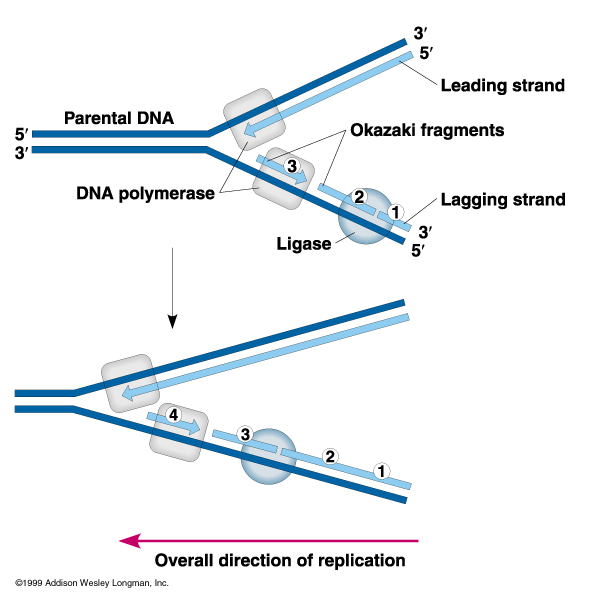 3′
5′
Leading strand
Parental DNA
Okazaki fragments
5′
3′
3
DNA polymerase
2
1
Lagging strand
3′
Ligase
5′
4
3
2
1
Overall direction of replication
©1999 Addison Wesley Longman, Inc.